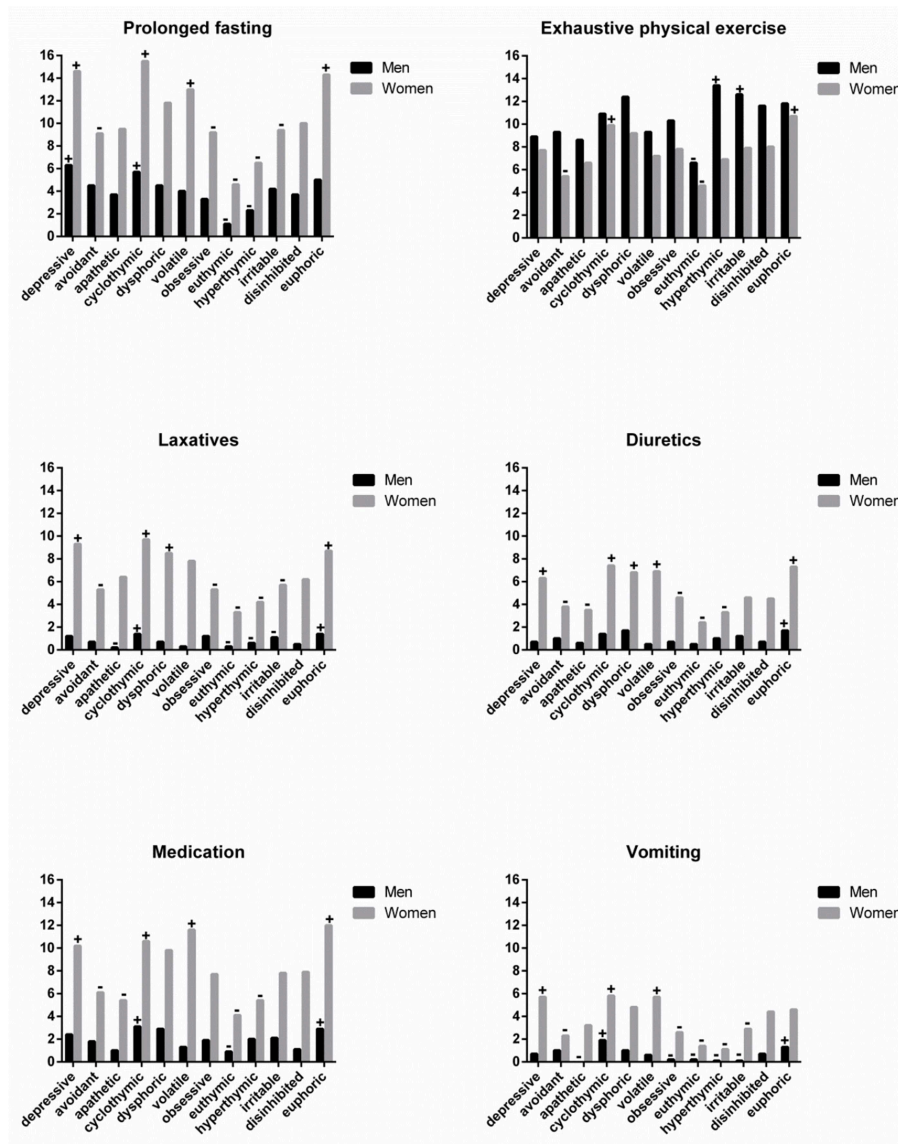 Prolonged fasting
16
14
12
10
8
6
4
2
0
+ + - + + - - - - - + +
depressive
avoidant
apathetic
cyclothymic
dysphoric
volatile
obsessive
euthymic
hyperthymic
irritable
disinhibited
euphoric
Men
Women
Exhaustive physical exercise
16
14
12
10
8
6
4
2
0
- + - - + + +
depressive
avoidant
apathetic
cyclothymic
dysphoric
volatile
obsessive
euthymic
hyperthymic
irritable
disinhibited
euphoric
Men
Women
Laxatives
16
14
12
10
8
6
4
2
0
+ - - + + + - - - - - - - + +
depressive
avoidant
apathetic
cyclothymic
dysphoric
volatile
obsessive
euthymic
hyperthymic
irritable
disinhibited
euphoric
Men
Women
Diuretics
16
14
12
10
8
6
4
2
0
+ - - + + + - - - + +
depressive
avoidant
apathetic
cyclothymic
dysphoric
volatile
obsessive
euthymic
hyperthymic
irritable
disinhibited
euphoric
Men
Women
Medication
16
14
12
10
8
6
4
2
0
+ - - + + + - - - + +
depressive
avoidant
apathetic
cyclothymic
dysphoric
volatile
obsessive
euthymic
hyperthymic
irritable
disinhibited
euphoric
Men
Women
Vomiting
16
14
12
10
8
6
4
2
0
+ - - + + + - - - - - - - - +
depressive
avoidant
apathetic
cyclothymic
dysphoric
volatile
obsessive
euthymic
hyperthymic
irritable
disinhibited
euphoric
Men
Women